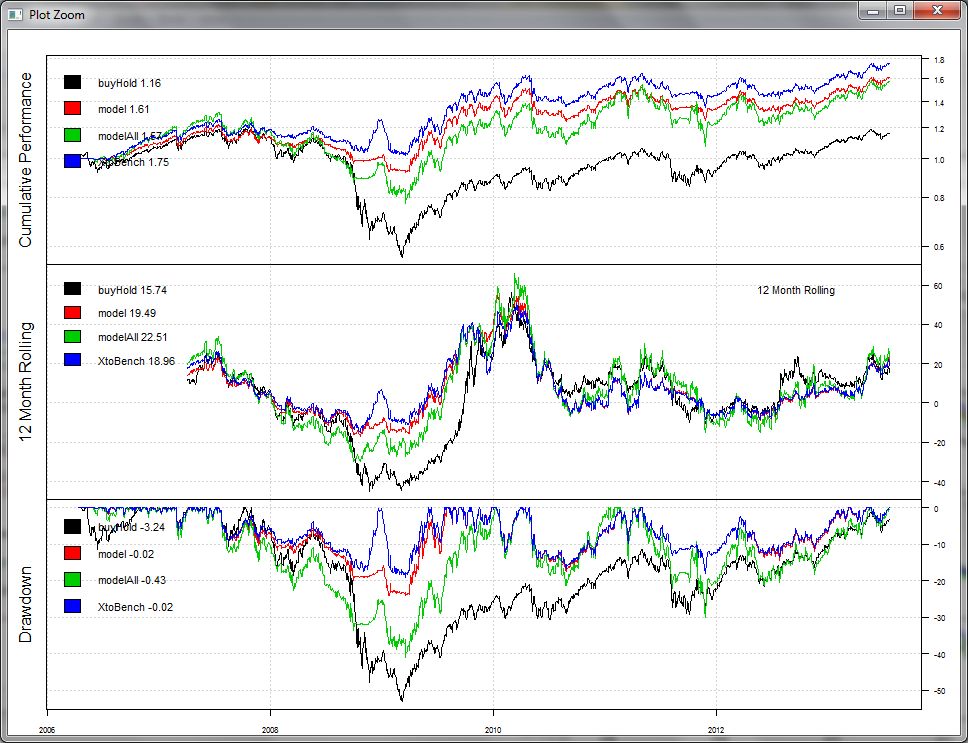 Plot Zoom
Cumulative Performance
buyHold 1.16
model 1.61
modelAll 1.57
XtoBench 1.75
1.8
1.6
1.4
1.2
1.0
0.8
0.6
12 Month Rolling
buyHold 15.74
model 19.49
modelAll 22.51
XtoBench 18.96
12 Month Rolling
60
40
20
0
-20
-40
Drawdown
buyHold -3.24
model -0.02
modelAll -0.43
XtoBench -0.02
0
-10
-20
-30
-40
-50
2006
2008
2010
2012